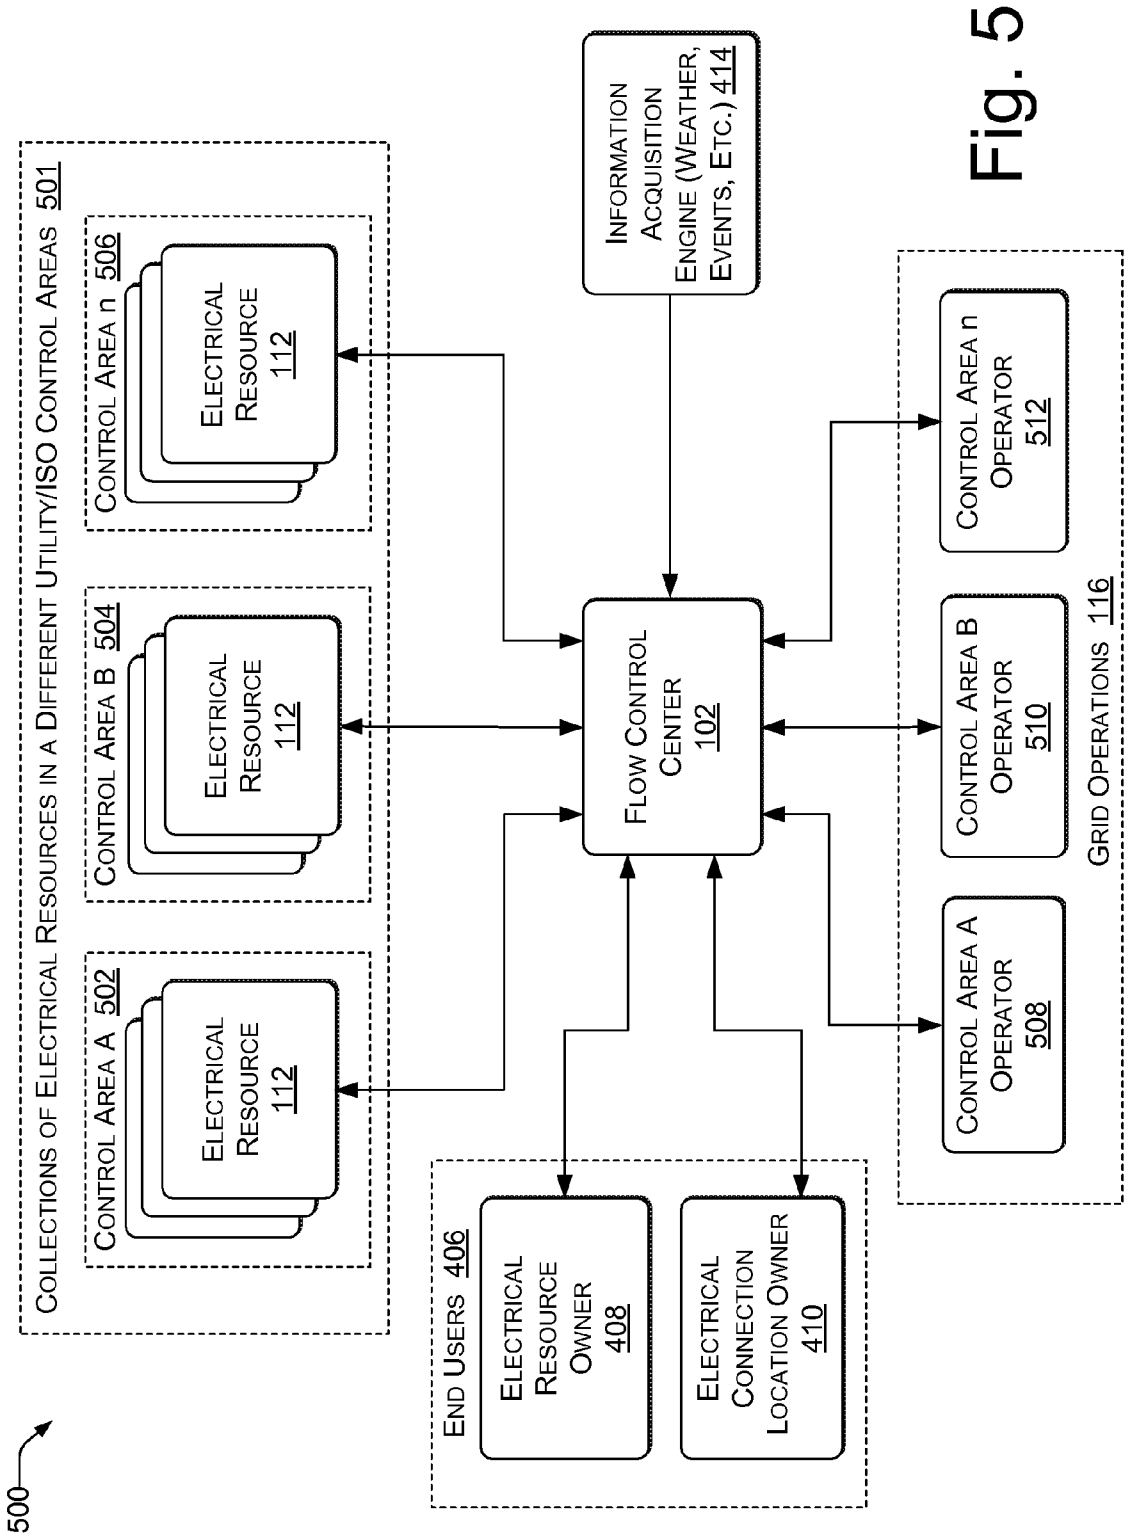 500
COLLECTIONS OF ELECTRICAL RESOURCES IN A DIFFERENT UTILITY/ISO CONTROL AREAS 501
CONTROL AREA A 502
ELECTRICAL
RESOURCE
112
CONTROL AREA B 504
ELECTRICAL
RESOURCE
112
CONTROL AREA n 506
ELECTRICAL
RESOURCE
112
END USERS 406
ELECTRICAL
RESOURCE
OWNER
408
ELECTRICAL
CONNECTION
LOCATION OWNER
410
FLOW CONTROL
CENTER
102
INFORMATION
ACQUISITION
ENGINE (WEATHER,
EVENTS, ETC.) 414
CONTROL AREA A
OPERATOR
508
CONTROL AREA B
OPERATOR
510
CONTROL AREA n
OPERATOR
512
GRID OPERATIONS 116
Fig. 5